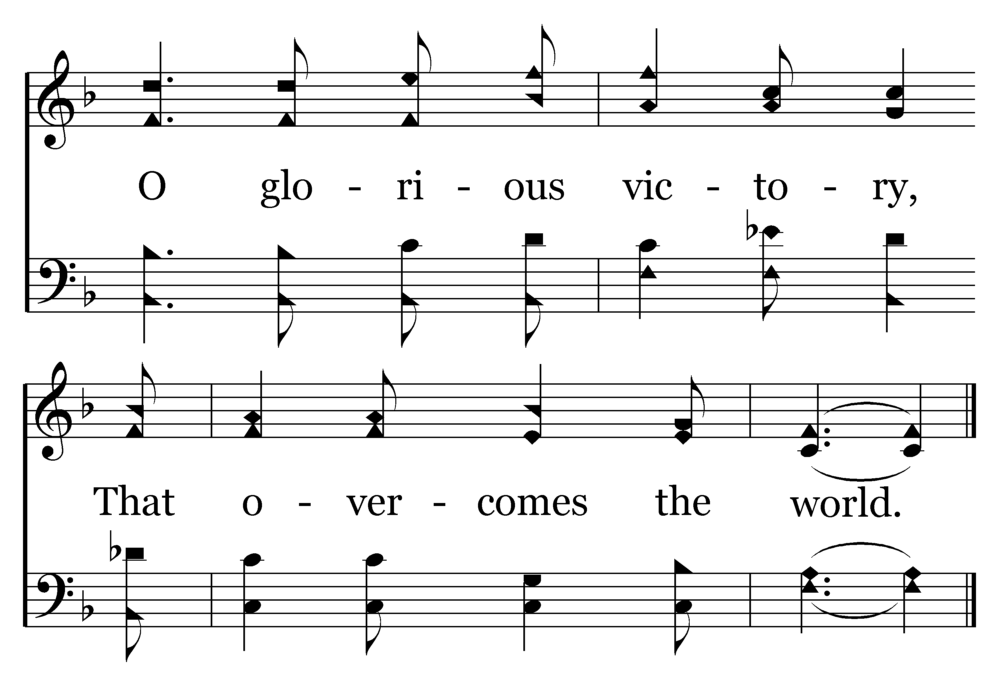 O glo - ri - ous vic - to - ry,
That o - ver - comes the world.